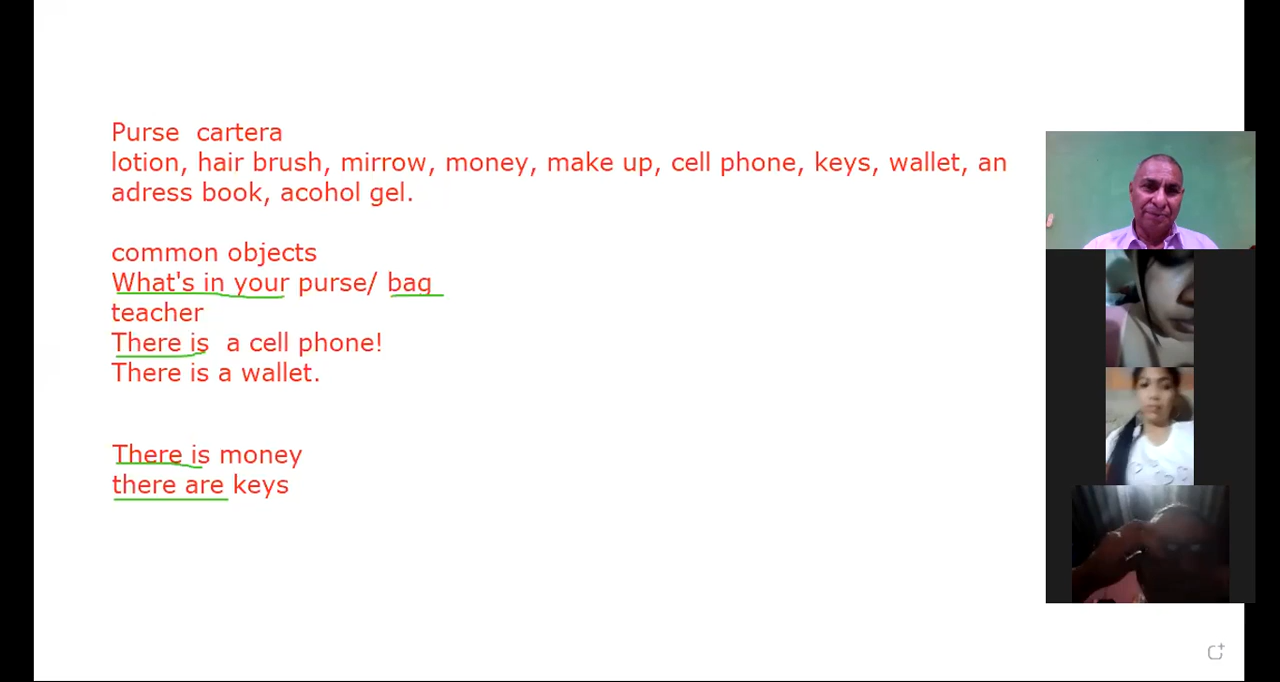 Purse cartera
lotion, hair brush, mirrow, money, make up, cell phone, keys, wallet, an
adress book, acohol gel.
common objects
What's in your purse/ bag
teacher
There is a cell phone!
There is a wallet.
There is money
there are keys